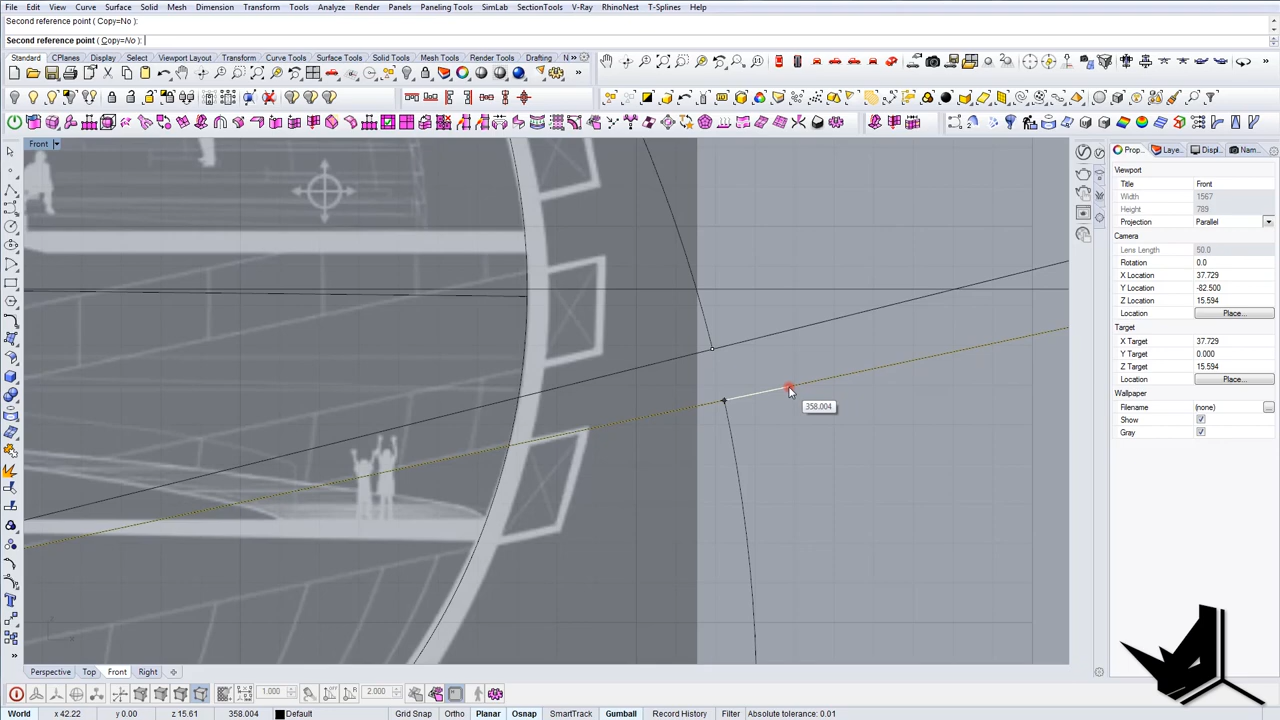 File Edit View Curve Surface Solid Mesh Dimension Transform Tools Analyze Render Panels Paneling Tools SimLab SectionTools V-Ray RhinoNest T-Splines Help
Second reference point ( Copy=No ):
Second reference point ( Copy=No ):
Standard CPlanes Display Select Viewport Layout Transform Curve Tools Surface Tools Solid Tools Mesh Tools Render Tools Drafting »
Front
Prop... Laye... Displ... Nam...
Viewport
Title Front
Width 1567
Height 789
Projection Parallel
Camera
Lens Length 50.0
Rotation 0.0
X Location 37.729
Y Location -82.500
Z Location 15.594
Location Place...
Target
X Target 37.729
Y Target 0.000
Z Target 15.594
Location Place...
Wallpaper
Filename (none) ...
Show
Gray
358.004
Perspective Top Front Right
1.000 2.000
World x 42.22 y 0.00 z 15.61 358.004 Default Grid Snap Ortho Planar Osnap SmartTrack Gumball Record History Filter Absolute tolerance: 0.01